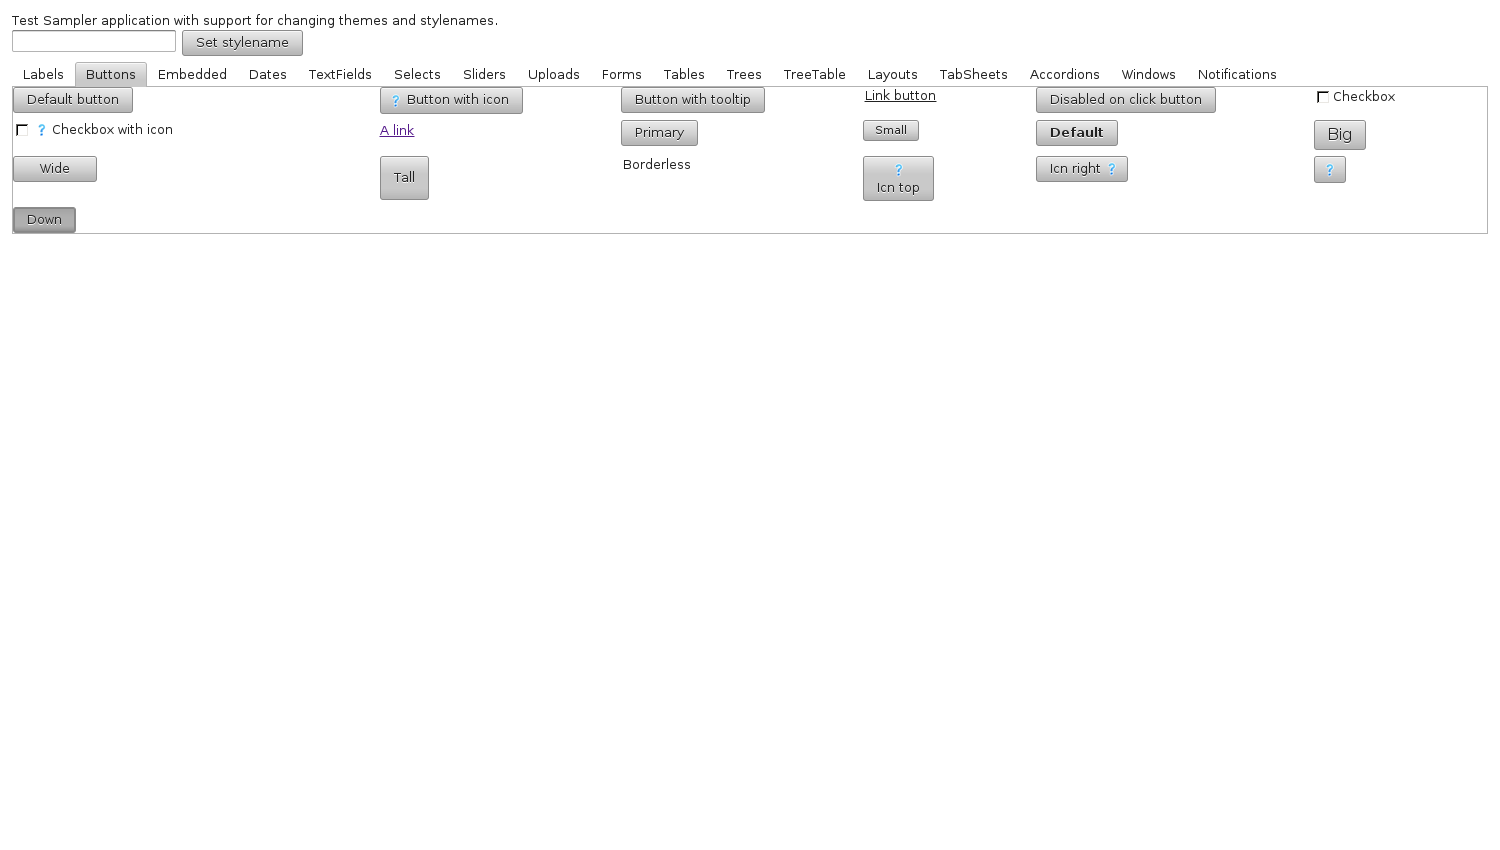 Test Sampler application with support for changing themes and stylenames.
Set stylename
Labels Buttons Embedded Dates TextFields Selects Sliders Uploads Forms Tables Trees TreeTable Layouts TabSheets Accordions Windows Notifications
Default button ? Button with icon Button with tooltip Link button Disabled on click button Checkbox
? Checkbox with icon A link Primary Small Default Big
Wide Tall Borderless ? Icn top Icn right ? ?
Down